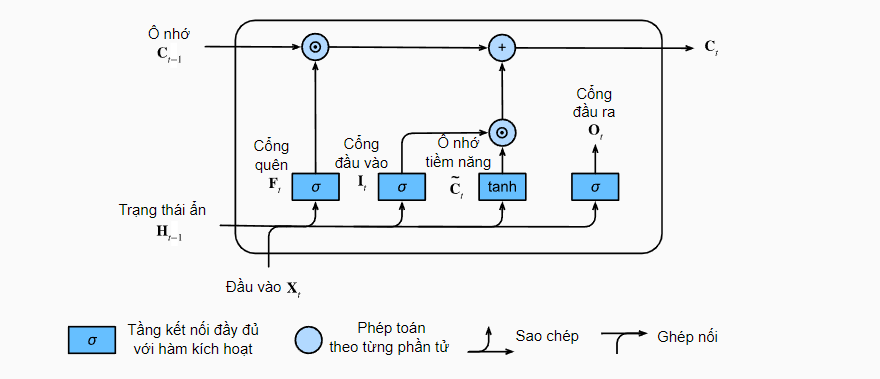 Ô nhớ
C_{t-1}
C_t
+
Cổng
đầu ra
O_t
Cổng
quên
F_t
Cổng
đầu vào
I_t
Ô nhớ
tiềm năng
C̃_t
σ
σ
tanh
σ
Trạng thái ẩn
H_{t-1}
Đầu vào X_t
σ
Tầng kết nối đầy đủ
với hàm kích hoạt
Phép toán
theo từng phần tử
Sao chép
Ghép nối